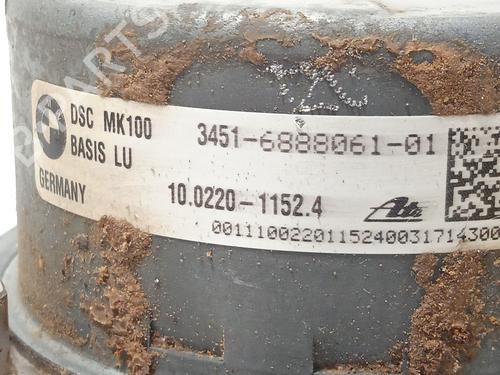 DSC MK100
BASIS LU
GERMANY
3451-6888061-01
10.0220-1152.4
Ate
0011100220115240031714300